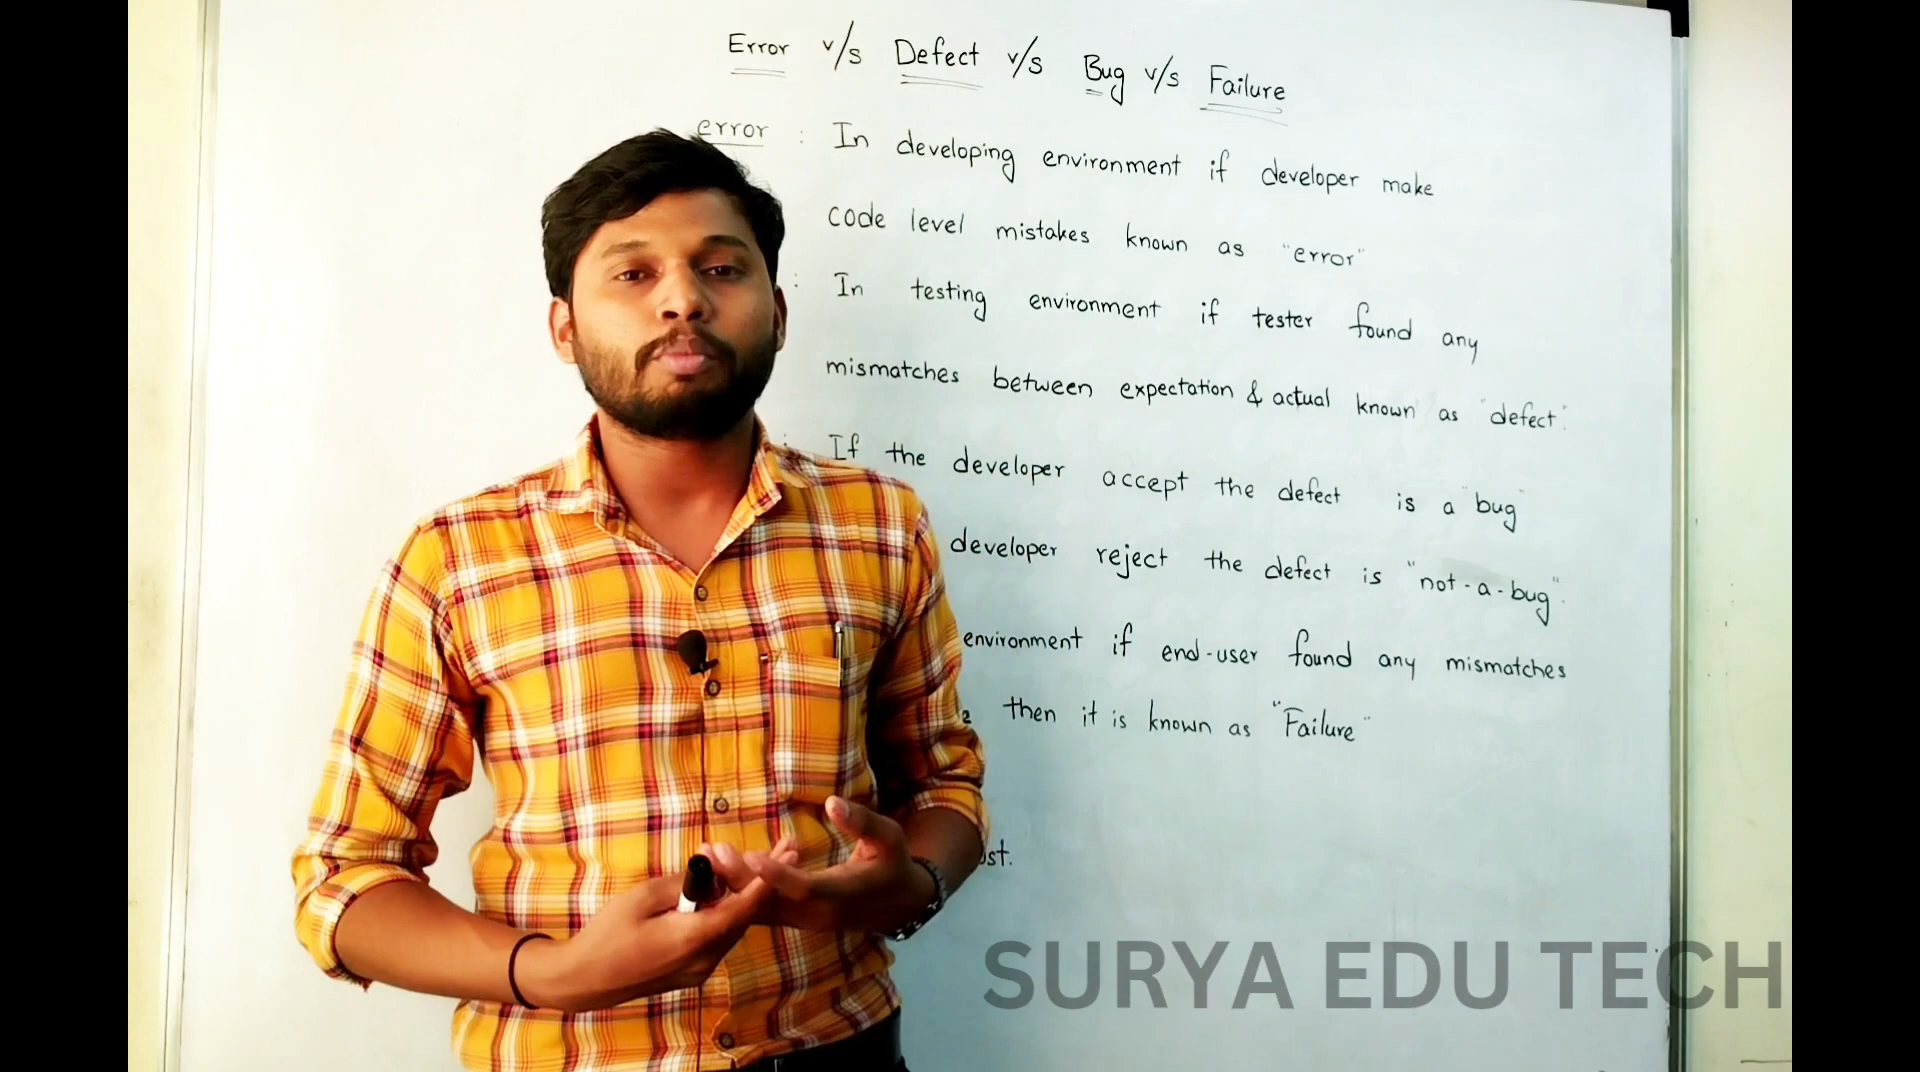 Error v/s Defect v/s Bug v/s Failure
error : In developing environment if developer make
code level mistakes known as "error"
: In testing environment if tester found any
mismatches between expectation & actual known as "defect".
: If the developer accept the defect is a "bug"
developer reject the defect is "not-a-bug".
environment if end-user found any mismatches
then it is known as "Failure"
SURYA EDU TECH